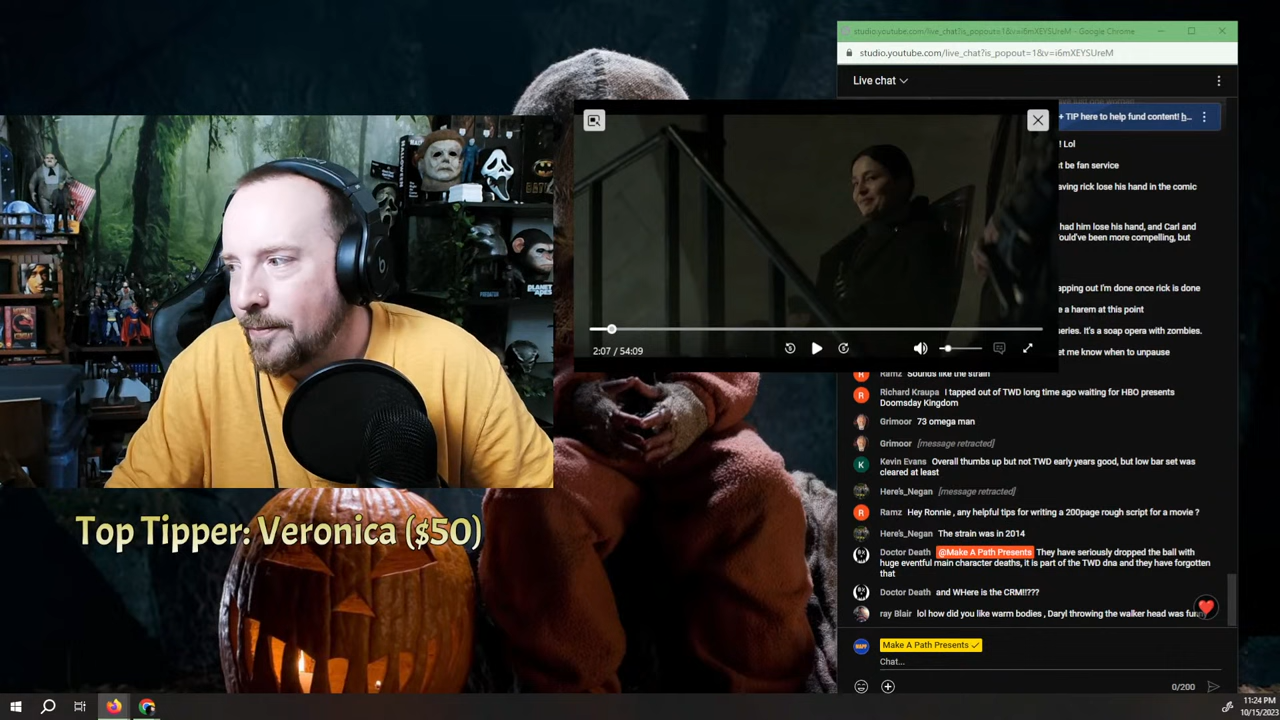 studio.youtube.com/live_chat?is_popout=1&v=i6mXEYSUreM - Google Chrome
studio.youtube.com/live_chat?is_popout=1&v=i6mXEYSUreM
Live chat
+ TIP here to help fund content! h...
! Lol
st be fan service
aving rick lose his hand in the comic
had him lose his hand, and Carl and
ould've been more compelling, but
apping out I'm done once rick is done
e a harem at this point
series. It's a soap opera with zombies.
et me know when to unpause
Ramz Sounds like the strain
Richard Kraupa I tapped out of TWD long time ago waiting for HBO presents
Doomsday Kingdom
Grimoor 73 omega man
Grimoor [message retracted]
Kevin Evans Overall thumbs up but not TWD early years good, but low bar set was
cleared at least
Here's_Negan [message retracted]
Ramz Hey Ronnie , any helpful tips for writing a 200page rough script for a movie ?
Here's_Negan The strain was in 2014
Doctor Death @Make A Path Presents They have seriously dropped the ball with
huge eventful main character deaths, it is part of the TWD dna and they have forgotten
that
Doctor Death and WHere is the CRM!!????
ray Blair lol how did you like warm bodies , Daryl throwing the walker head was fun
Make A Path Presents
Chat...
0/200
2:07 / 54:09
HALLOWEEN
BATMAN
PREDATOR
PLANET OF THE APES
Top Tipper: Veronica ($50)
11:24 PM
10/15/2023